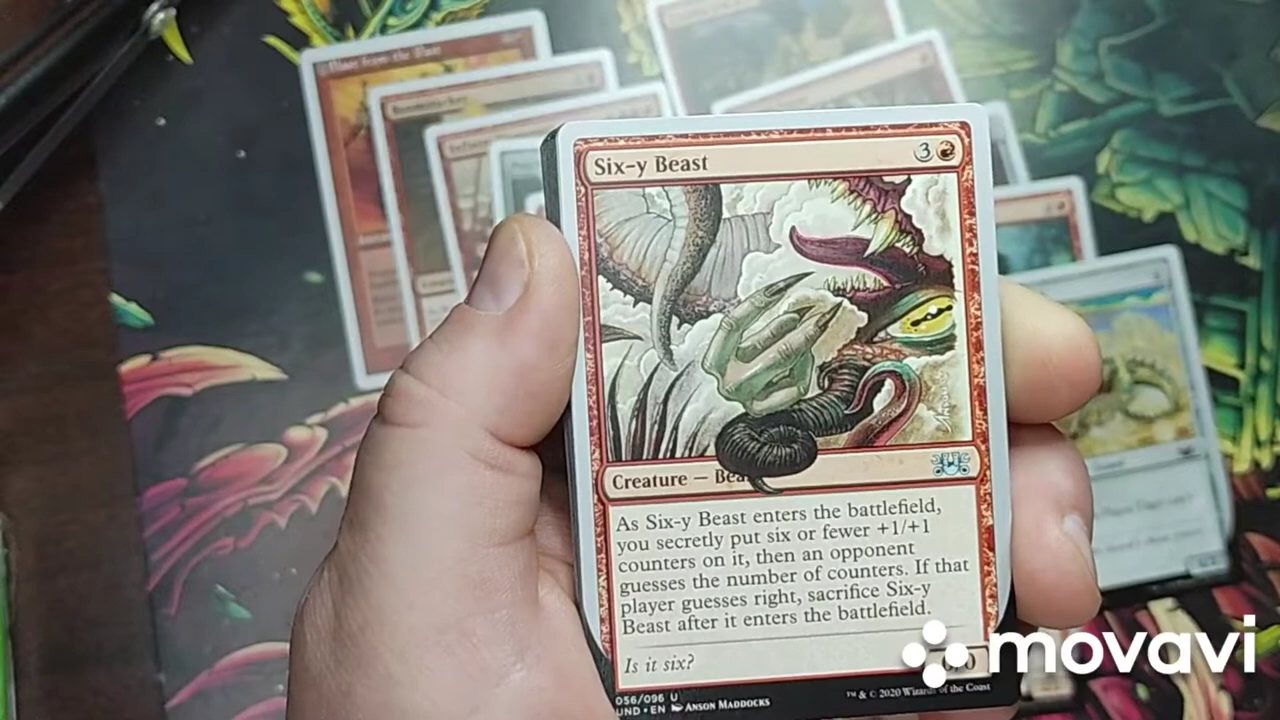 Blast from the Past
Six-y Beast
3
Creature — Bea
As Six-y Beast enters the battlefield,
you secretly put six or fewer +1/+1
counters on it, then an opponent
guesses the number of counters. If that
player guesses right, sacrifice Six-y
Beast after it enters the battlefield.
Is it six?
0/0
056/096 U
UND • EN ANSON MADDOCKS
™ & © 2020 Wizards of the Coast
movavi